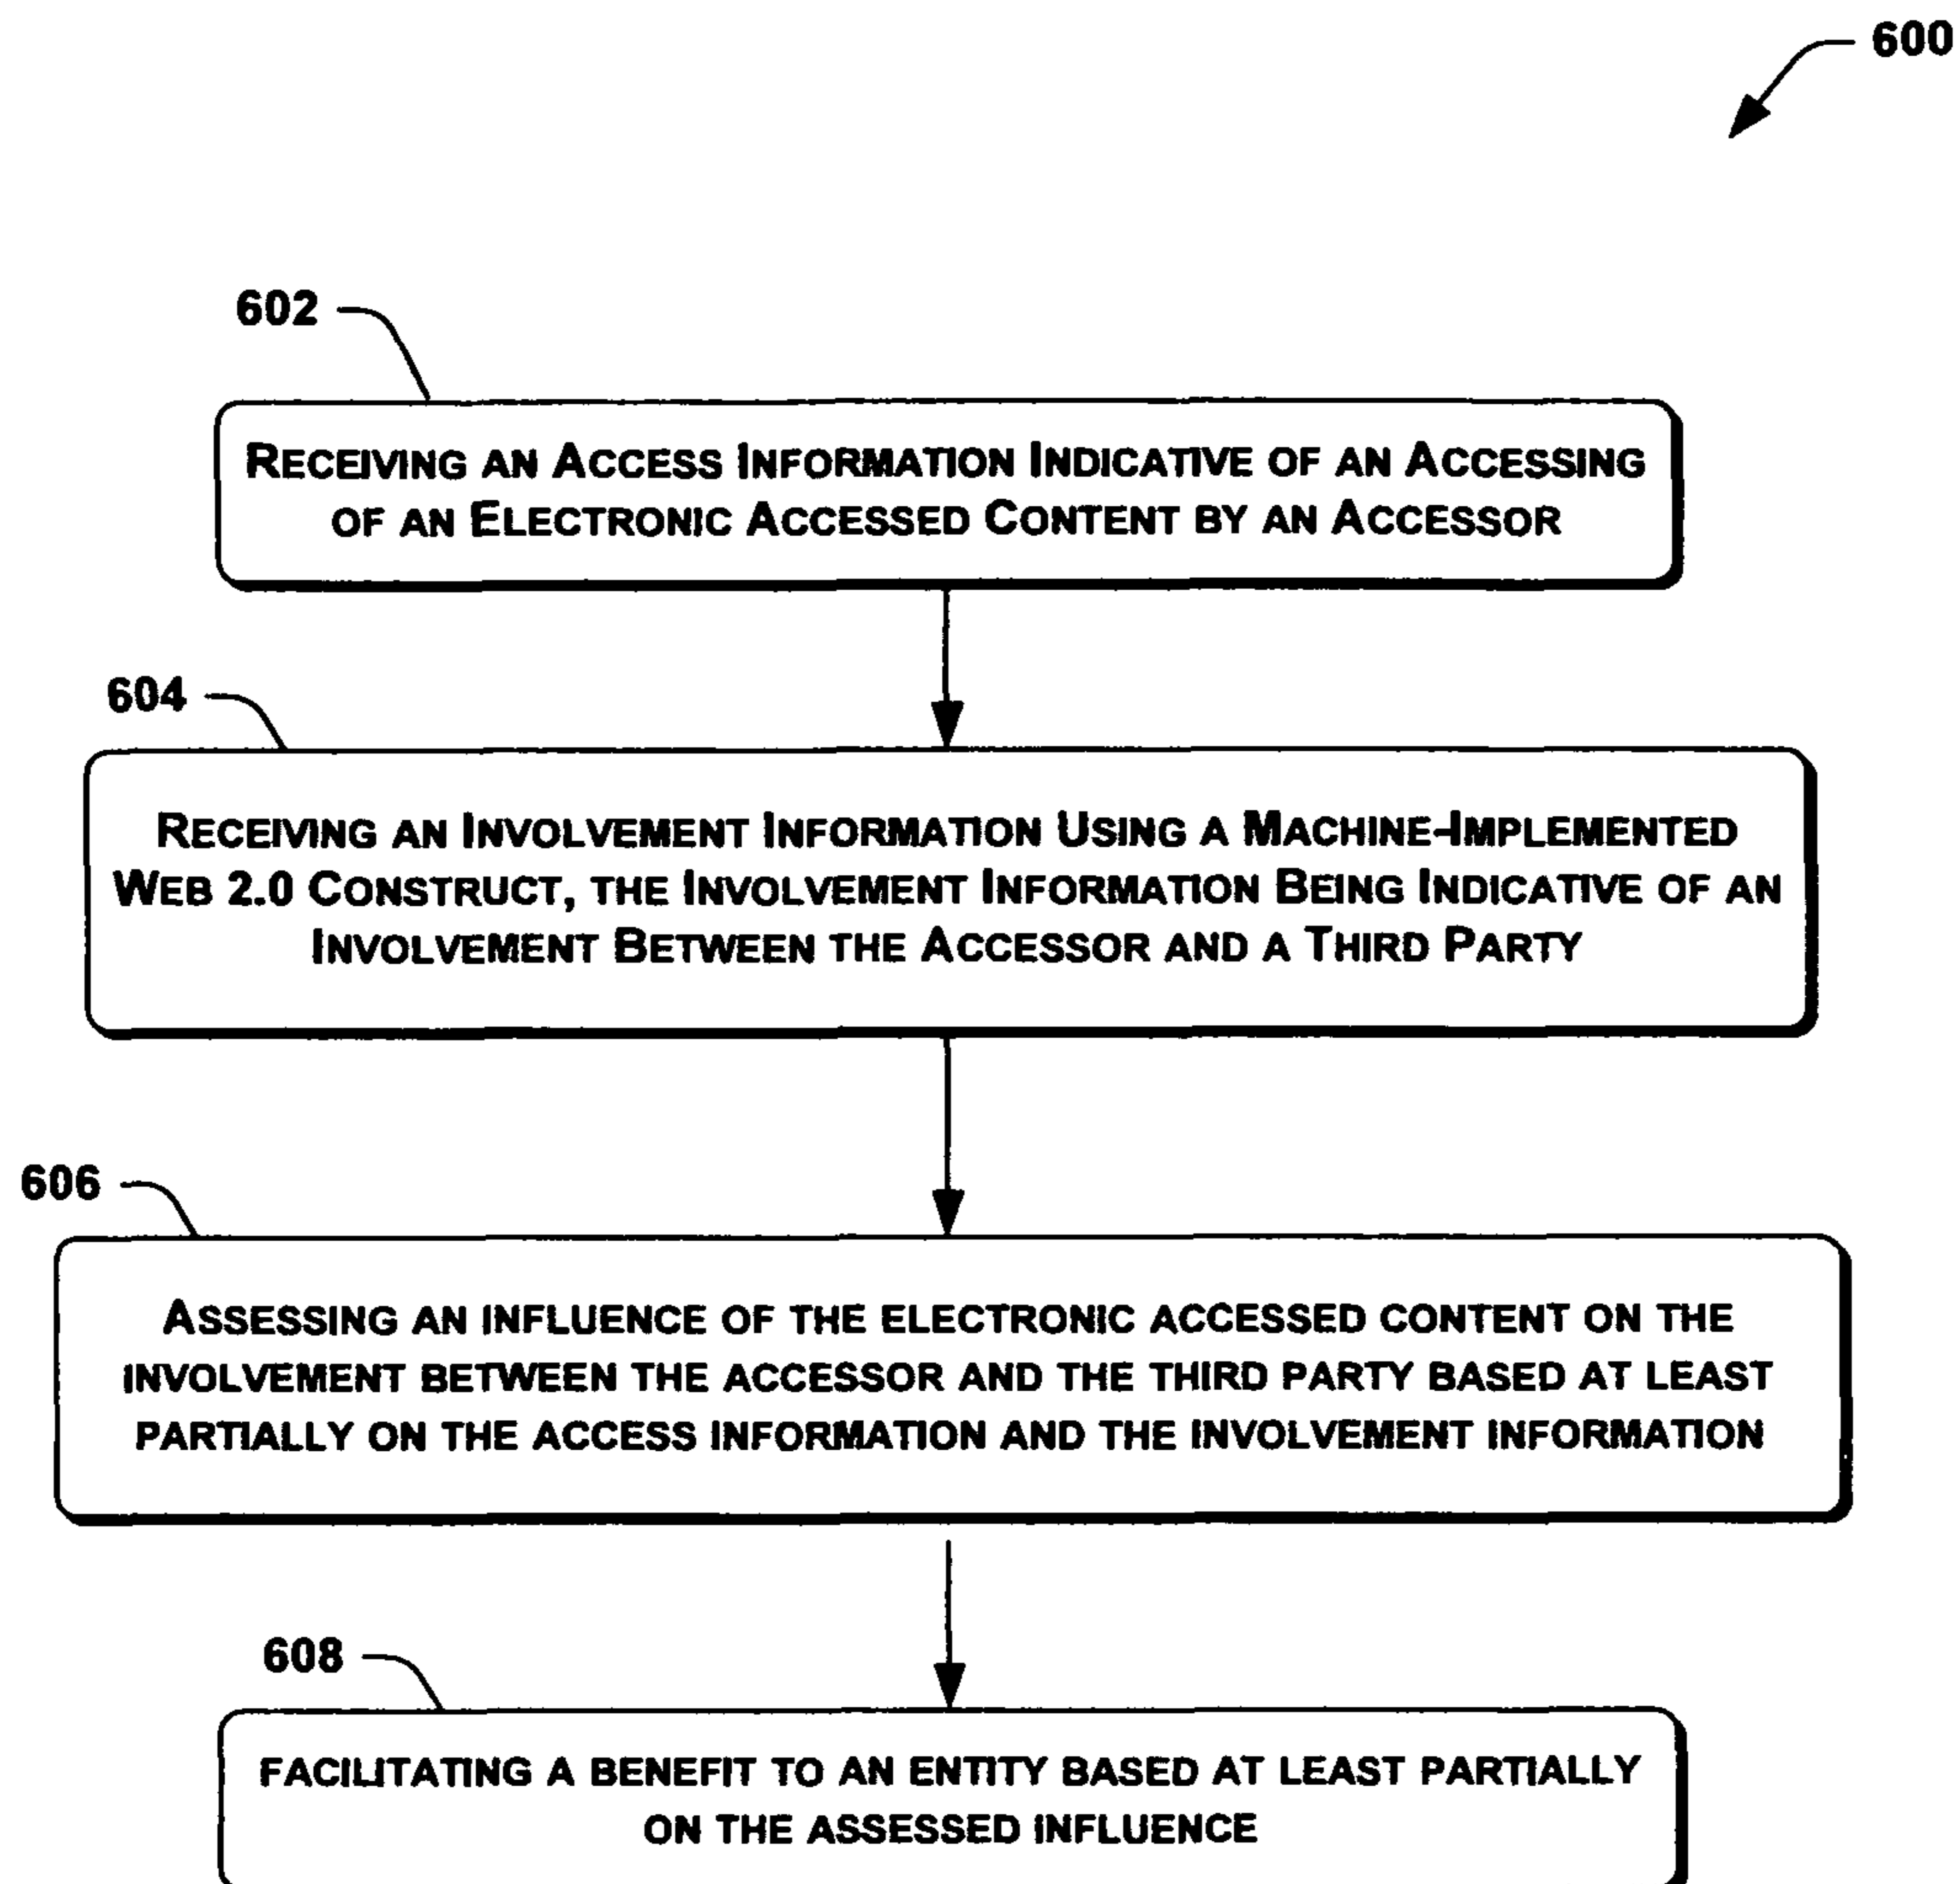 600
602
RECEIVING AN ACCESS INFORMATION INDICATIVE OF AN ACCESSING
OF AN ELECTRONIC ACCESSED CONTENT BY AN ACCESSOR
604
RECEIVING AN INVOLVEMENT INFORMATION USING A MACHINE-IMPLEMENTED
WEB 2.0 CONSTRUCT, THE INVOLVEMENT INFORMATION BEING INDICATIVE OF AN
INVOLVEMENT BETWEEN THE ACCESSOR AND A THIRD PARTY
606
ASSESSING AN INFLUENCE OF THE ELECTRONIC ACCESSED CONTENT ON THE
INVOLVEMENT BETWEEN THE ACCESSOR AND THE THIRD PARTY BASED AT LEAST
PARTIALLY ON THE ACCESS INFORMATION AND THE INVOLVEMENT INFORMATION
608
FACILITATING A BENEFIT TO AN ENTITY BASED AT LEAST PARTIALLY
ON THE ASSESSED INFLUENCE